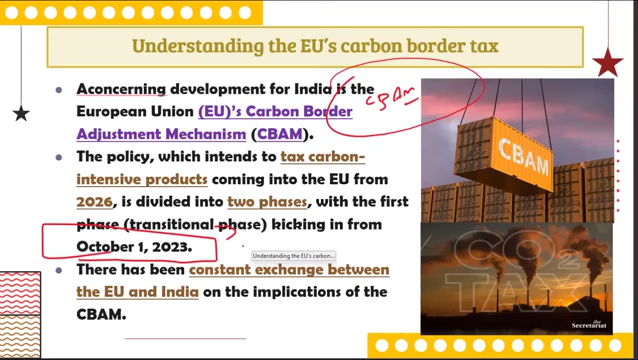 Understanding the EU's carbon border tax
Aconcerning development for India is the
European Union (EU)'s Carbon Border
Adjustment Mechanism (CBAM).
The policy, which intends to tax carbon-
intensive products coming into the EU from
2026, is divided into two phases, with the first
phase (transitional phase) kicking in from
October 1, 2023.
There has been constant exchange between
the EU and India on the implications of the
CBAM.
CBAM
Understanding the EU's carbon...
CBAM
CO2
TAX
the
Secretariat